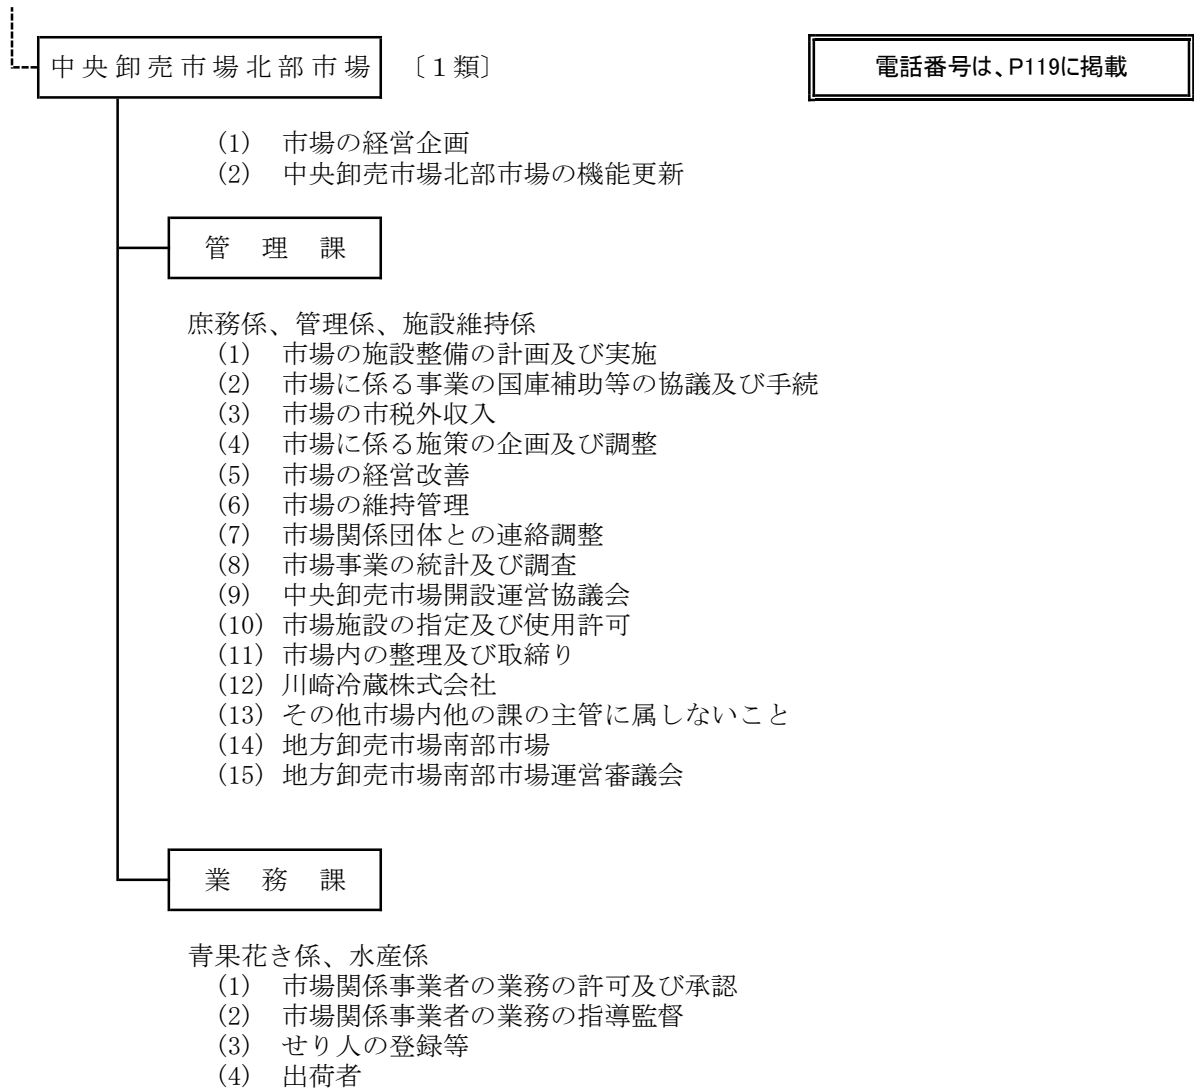 中央卸売市場北部市場 〔1類〕
電話番号は、P119に掲載
(1) 市場の経営企画
(2) 中央卸売市場北部市場の機能更新
管理課
庶務係、管理係、施設維持係
(1) 市場の施設整備の計画及び実施
(2) 市場に係る事業の国庫補助等の協議及び手続
(3) 市場の市税外収入
(4) 市場に係る施策の企画及び調整
(5) 市場の経営改善
(6) 市場の維持管理
(7) 市場関係団体との連絡調整
(8) 市場事業の統計及び調査
(9) 中央卸売市場開設運営協議会
(10) 市場施設の指定及び使用許可
(11) 市場内の整理及び取締り
(12) 川崎冷蔵株式会社
(13) その他市場内他の課の主管に属しないこと
(14) 地方卸売市場南部市場
(15) 地方卸売市場南部市場運営審議会
業務課
青果花き係、水産係
(1) 市場関係事業者の業務の許可及び承認
(2) 市場関係事業者の業務の指導監督
(3) せり人の登録等
(4) 出荷者